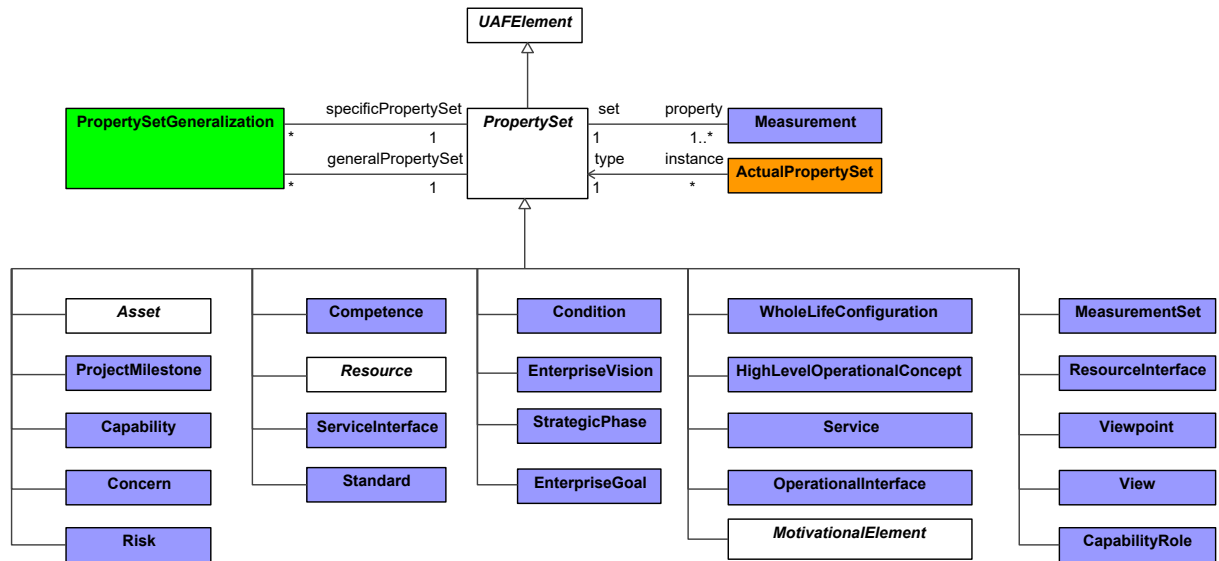 UAFElement
specificPropertySet
set
property
PropertySetGeneralization
PropertySet
Measurement
*
1
1
1..*
generalPropertySet
type
instance
ActualPropertySet
*
1
1
*
Asset
Competence
Condition
WholeLifeConfiguration
MeasurementSet
ProjectMilestone
Resource
EnterpriseVision
HighLevelOperationalConcept
ResourceInterface
Capability
ServiceInterface
StrategicPhase
Service
Viewpoint
Concern
Standard
EnterpriseGoal
OperationalInterface
View
Risk
MotivationalElement
CapabilityRole